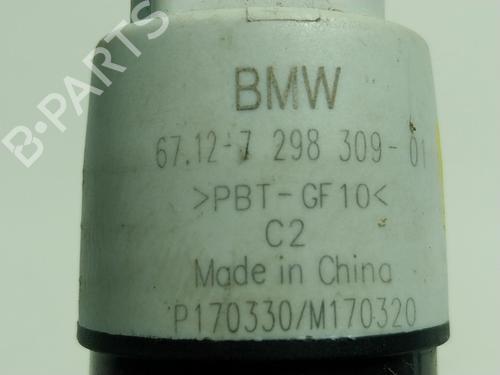 B-PARTS
BMW
67.12-7 298 309-01
>PBT-GF10<
C2
Made in China
P170330/M170320